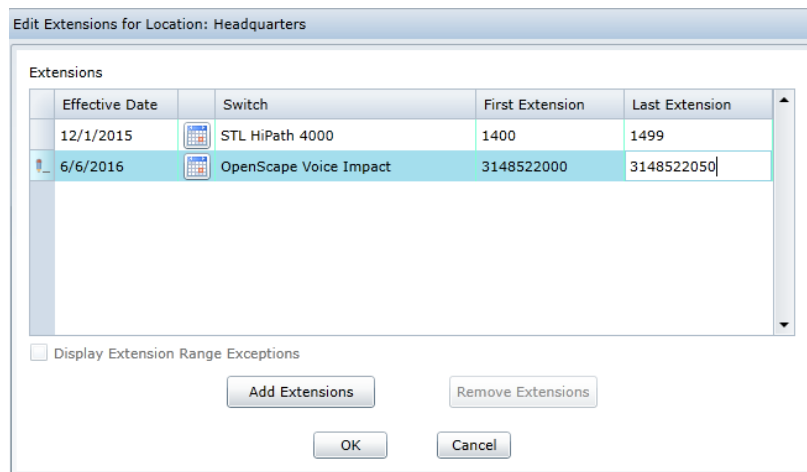 Edit Extensions for Location: Headquarters
Extensions
Effective Date Switch First Extension Last Extension
12/1/2015 STL HiPath 4000 1400 1499
6/6/2016 OpenScape Voice Impact 3148522000 3148522050
Display Extension Range Exceptions
Add Extensions Remove Extensions
OK Cancel